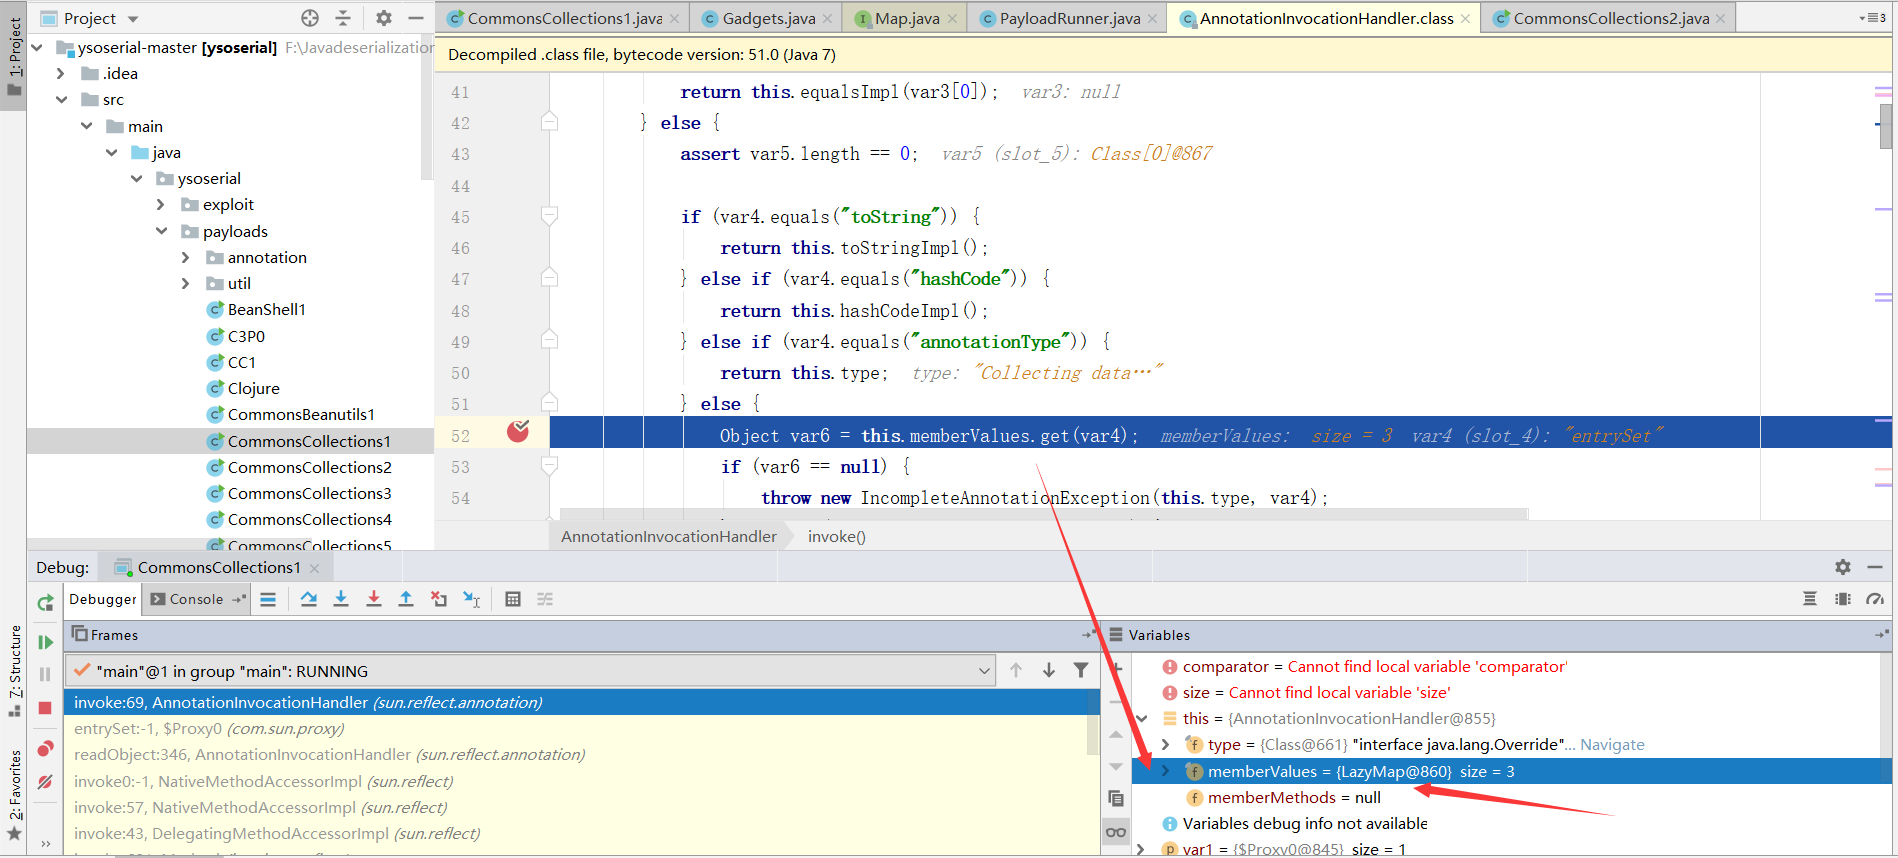 1: Project
Project
ysoserial-master [ysoserial] F:\Javadeserialization
.idea
src
main
java
ysoserial
exploit
payloads
annotation
util
BeanShell1
C3P0
CC1
Clojure
CommonsBeanutils1
CommonsCollections1
CommonsCollections2
CommonsCollections3
CommonsCollections4
CommonsCollections5
CommonsCollections1.java
Gadgets.java
Map.java
PayloadRunner.java
AnnotationInvocationHandler.class
CommonsCollections2.java
3
Decompiled .class file, bytecode version: 51.0 (Java 7)
41 return this.equalsImpl(var3[0]); var3: null
42 } else {
43 assert var5.length == 0; var5 (slot_5): Class[0]@867
44
45 if (var4.equals("toString")) {
46 return this.toStringImpl();
47 } else if (var4.equals("hashCode")) {
48 return this.hashCodeImpl();
49 } else if (var4.equals("annotationType")) {
50 return this.type; type: "Collecting data…"
51 } else {
52 Object var6 = this.memberValues.get(var4); memberValues: size = 3 var4 (slot_4): "entrySet"
53 if (var6 == null) {
54 throw new IncompleteAnnotationException(this.type, var4);
AnnotationInvocationHandler
invoke()
Debug: CommonsCollections1
Debugger
Console
Frames
"main"@1 in group "main": RUNNING
invoke:69, AnnotationInvocationHandler (sun.reflect.annotation)
entrySet:-1, $Proxy0 (com.sun.proxy)
readObject:346, AnnotationInvocationHandler (sun.reflect.annotation)
invoke0:-1, NativeMethodAccessorImpl (sun.reflect)
invoke:57, NativeMethodAccessorImpl (sun.reflect)
invoke:43, DelegatingMethodAccessorImpl (sun.reflect)
Variables
comparator = Cannot find local variable 'comparator'
size = Cannot find local variable 'size'
this = {AnnotationInvocationHandler@855}
type = {Class@661} "interface java.lang.Override"... Navigate
memberValues = {LazyMap@860} size = 3
memberMethods = null
Variables debug info not available
var1 = {$Proxy0@845} size = 1
7: Structure
2: Favorites